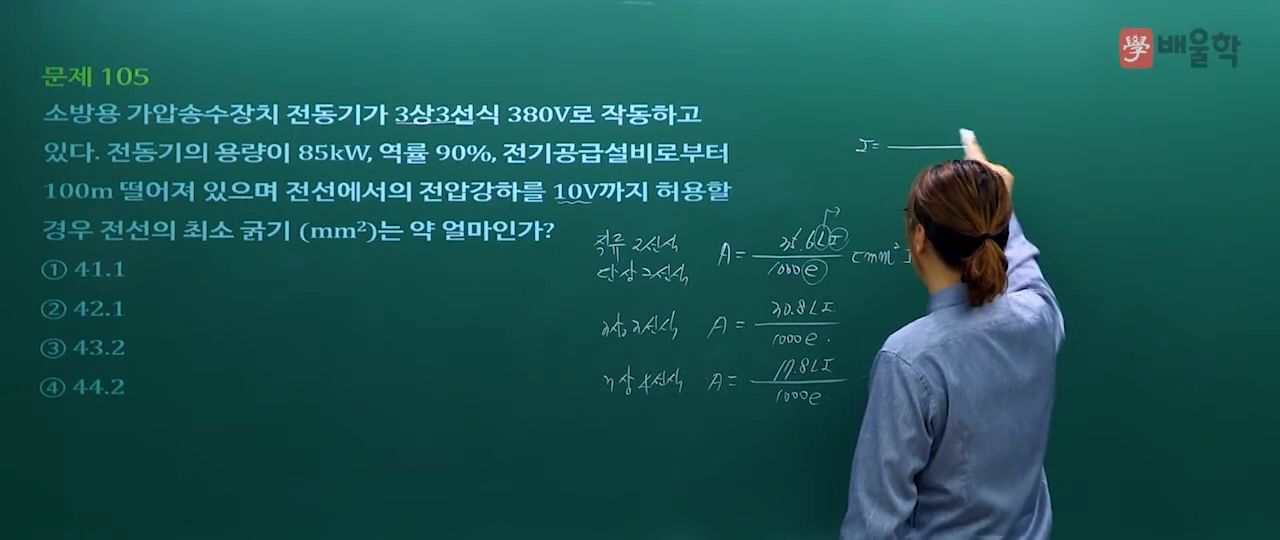 學 배울학
문제 105
소방용 가압송수장치 전동기가 3상3선식 380V로 작동하고
있다. 전동기의 용량이 85kW, 역률 90%, 전기공급설비로부터
100m 떨어져 있으며 전선에서의 전압강하를 10V까지 허용할
경우 전선의 최소 굵기 (mm²)는 약 얼마인가?
① 41.1
② 42.1
③ 43.2
④ 44.2
I =
직류 2선식
단상 2선식
A = 35.6LI / 1000e [mm²]
3상 3선식 A = 30.8LI / 1000e
3상 4선식 A = 17.8LI / 1000e